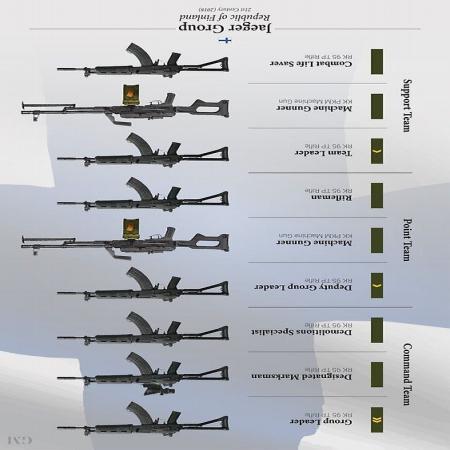 GM
Command Team
Group Leader
RK 95 TP Rifle
Designated Marksman
RK 95 TP Rifle
Demolitions Specialist
RK 95 TP Rifle
Point Team
Deputy Group Leader
RK 95 TP Rifle
Machine Gunner
KK PKM Machine Gun
Rifleman
RK 95 TP Rifle
Support Team
Team Leader
RK 95 TP Rifle
Machine Gunner
KK PKM Machine Gun
Combat Life Saver
RK 95 TP Rifle
Jaeger Group
Republic of Finland
21st Century (2018)